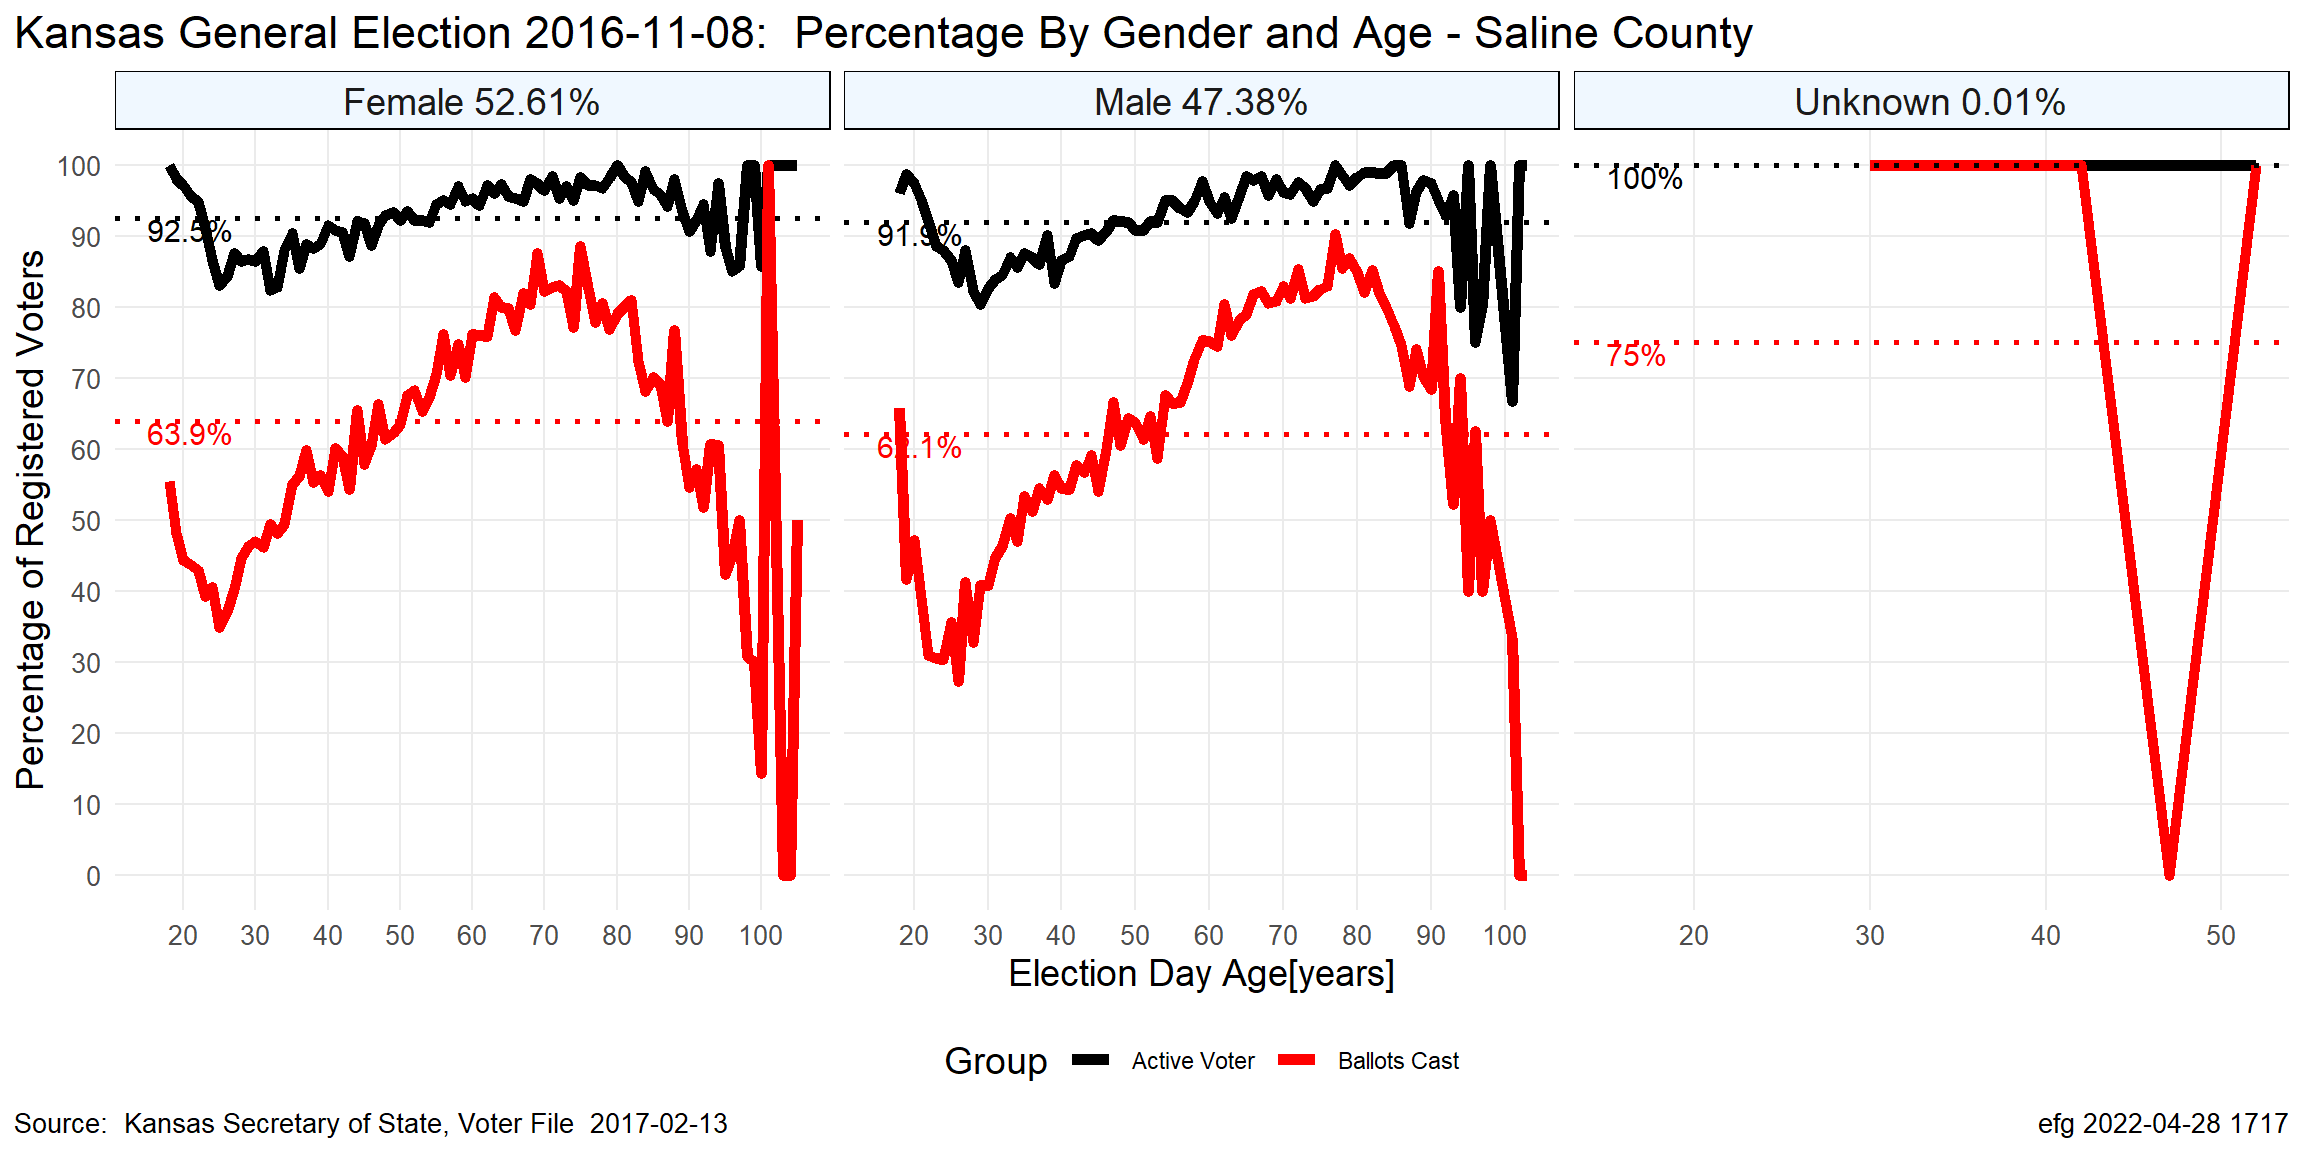 Kansas General Election 2016-11-08:  Percentage By Gender and Age - Saline County
Female 52.61%
Male 47.38%
Unknown 0.01%
Percentage of Registered Voters
100
90
80
70
60
50
40
30
20
10
0
92.5%
63.9%
91.9%
62.1%
100%
75%
20 30 40 50 60 70 80 90 100
20 30 40 50 60 70 80 90 100
20 30 40 50
Election Day Age[years]
Group Active Voter Ballots Cast
Source:  Kansas Secretary of State, Voter File  2017-02-13
efg 2022-04-28 1717